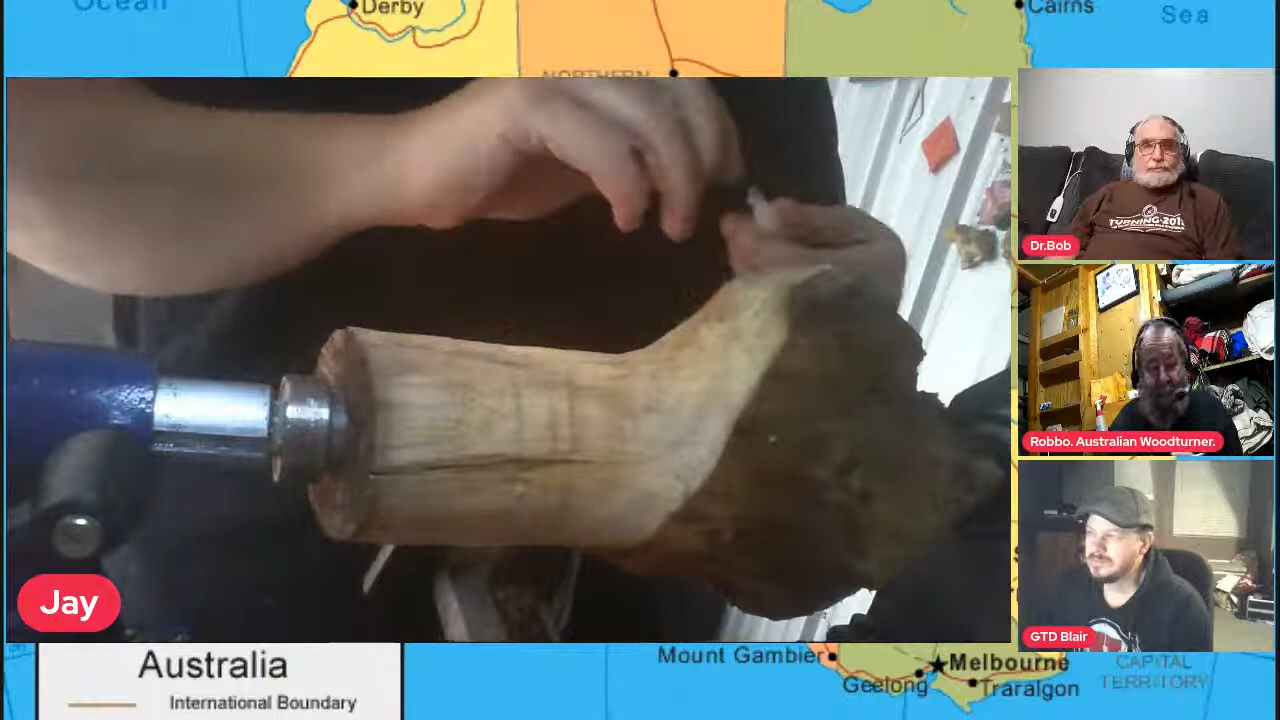 Ocean
Derby
Cairns
Sea
NORTHERN
Dr.Bob
TURNING-201
Robbo. Australian Woodturner.
Jay
GTD Blair
Australia
International Boundary
Mount Gambier
Melbourne
Geelong
Traralgon
CAPITAL
TERRITORY